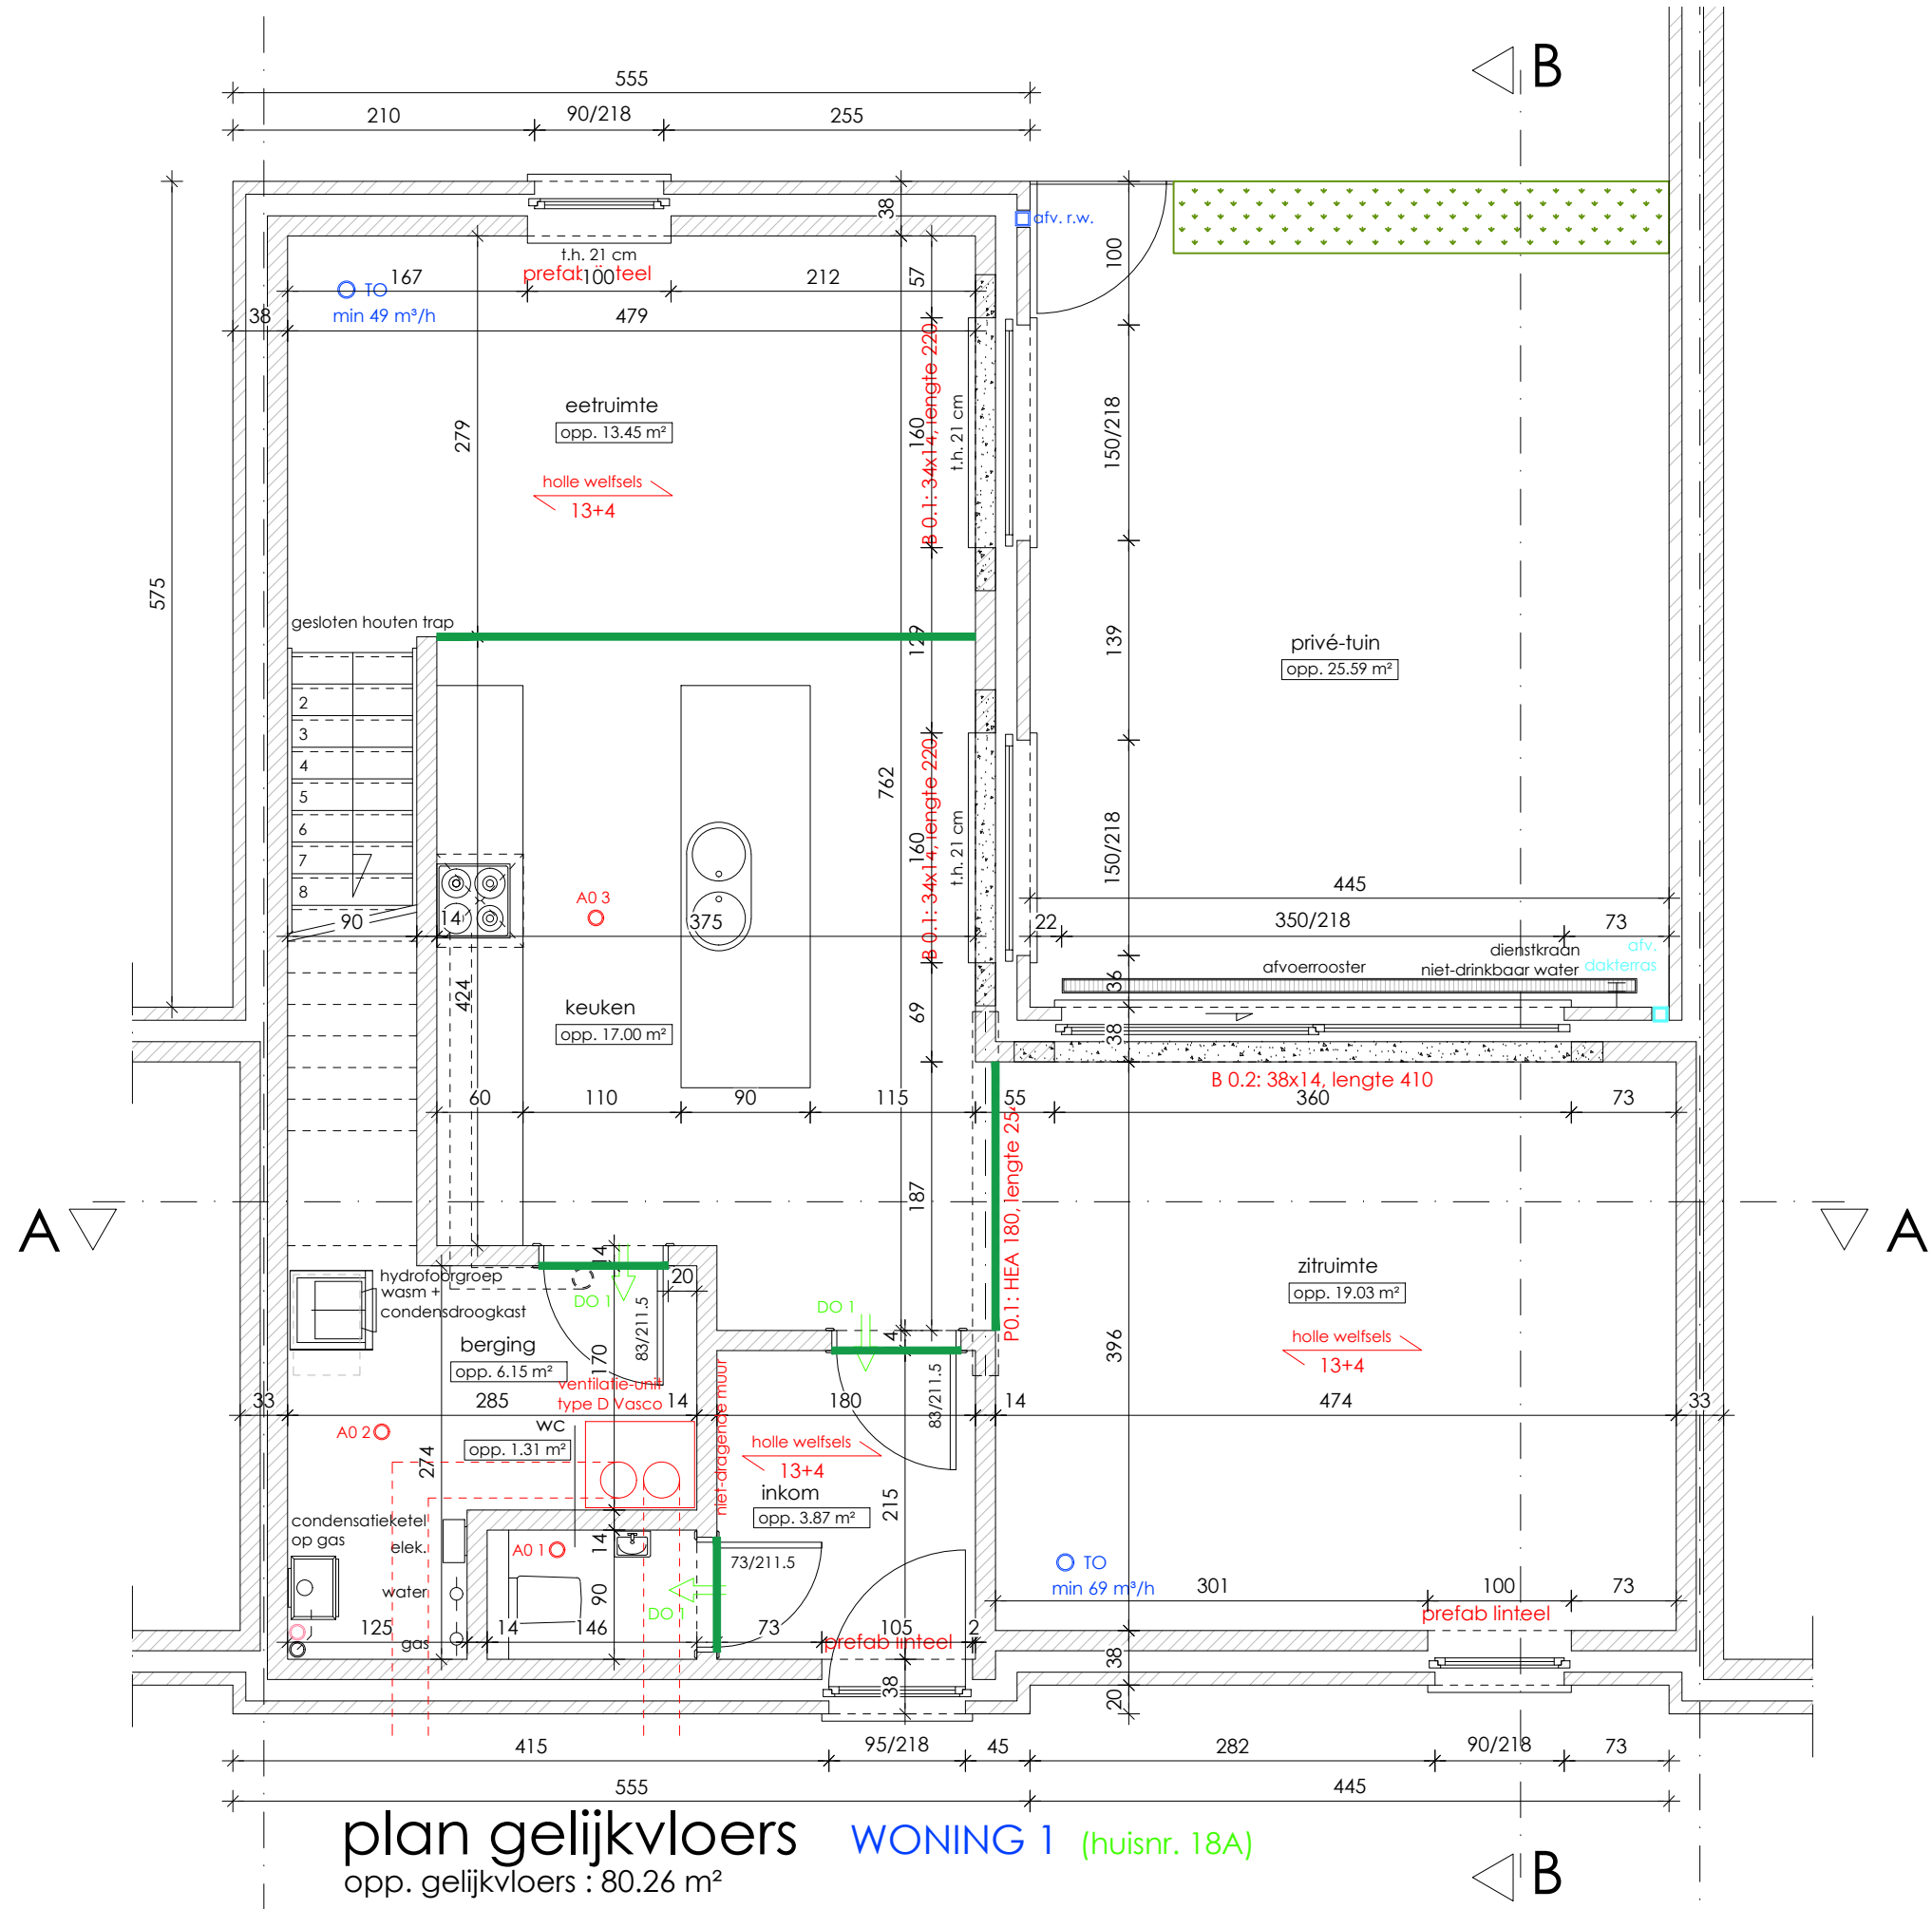 B
555
210
90/218
255
38
afv. r.w.
t.h. 21 cm
prefab linteel
167
100
212
57
100
TO
min 49 m³/h
38
479
575
279
eetruimte
opp. 13.45 m²
B 0.1: 34x14, lengte 220
160
t.h. 21 cm
150/218
holle welfsels
13+4
gesloten houten trap
129
139
privé-tuin
opp. 25.59 m²
2
3
4
5
6
7
8
762
B 0.1: 34x14, lengte 220
160
t.h. 21 cm
150/218
A0 3
90
14
375
445
22
350/218
73
dienstkraan
niet-drinkbaar water
afv.
dakterras
afvoerrooster
36
424
keuken
opp. 17.00 m²
69
38
B 0.2: 38x14, lengte 410
60
110
90
115
55
360
73
P0.1: HEA 180, lengte 25
187
A
A
14
hydrofoorgroep
wasm +
condensdroogkast
20
DO 1
83/211.5
DO 1
4
zitruimte
opp. 19.03 m²
berging
opp. 6.15 m²
170
holle welfsels
13+4
396
ventilatie-unit
type D Vasco
niet-dragende muur
83/211.5
33
285
14
180
14
474
33
A0 2
wc
opp. 1.31 m²
274
holle welfsels
13+4
inkom
opp. 3.87 m²
215
condensatieketel
op gas
elek.
14
A0 1
73/211.5
TO
min 69 m³/h
water
90
DO 1
301
100
73
prefab linteel
125
gas
14
146
73
105
2
prefab linteel
38
38
20
415
95/218
45
282
90/218
73
555
445
plan gelijkvloers WONING 1 (huisnr. 18A)
opp. gelijkvloers : 80.26 m²
B